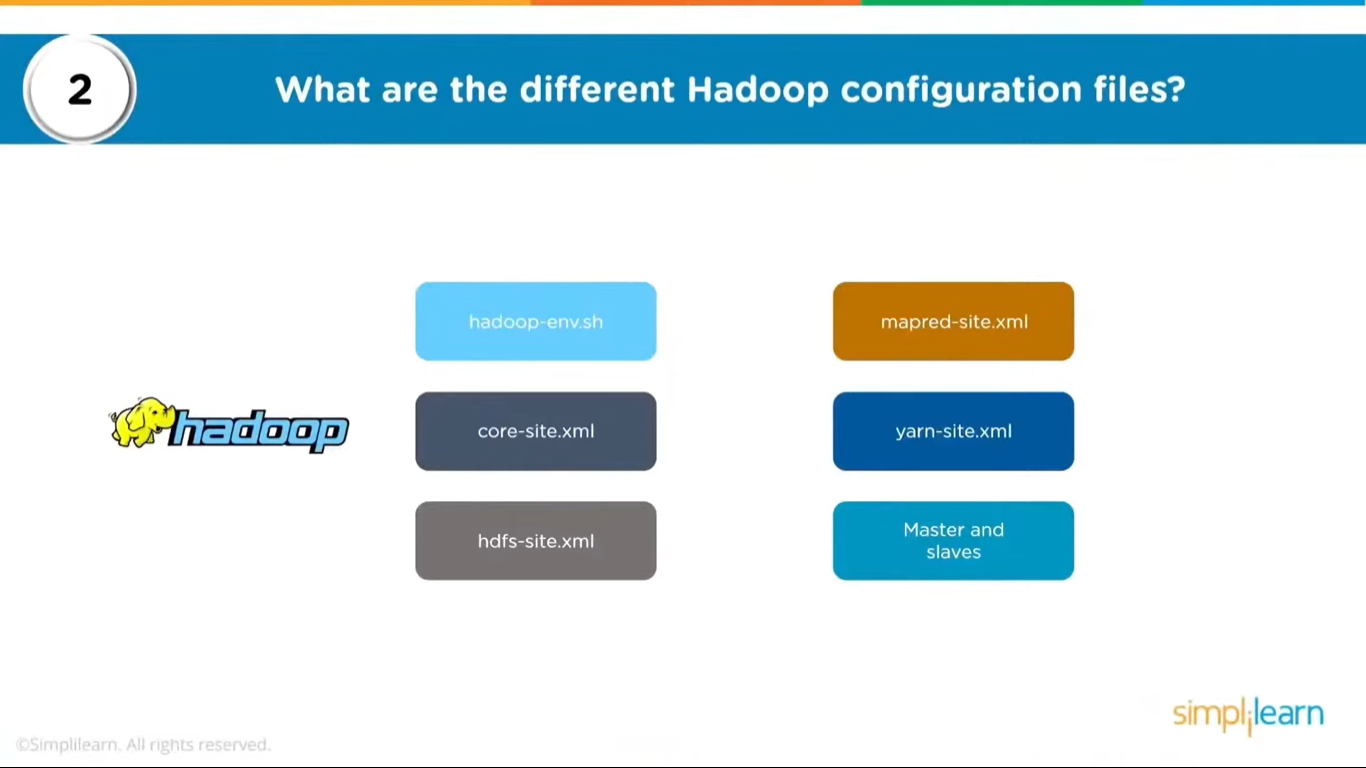 2
What are the different Hadoop configuration files?
hadoop-env.sh
mapred-site.xml
hadoop
core-site.xml
yarn-site.xml
hdfs-site.xml
Master and
slaves
simplilearn
©Simplilearn. All rights reserved.